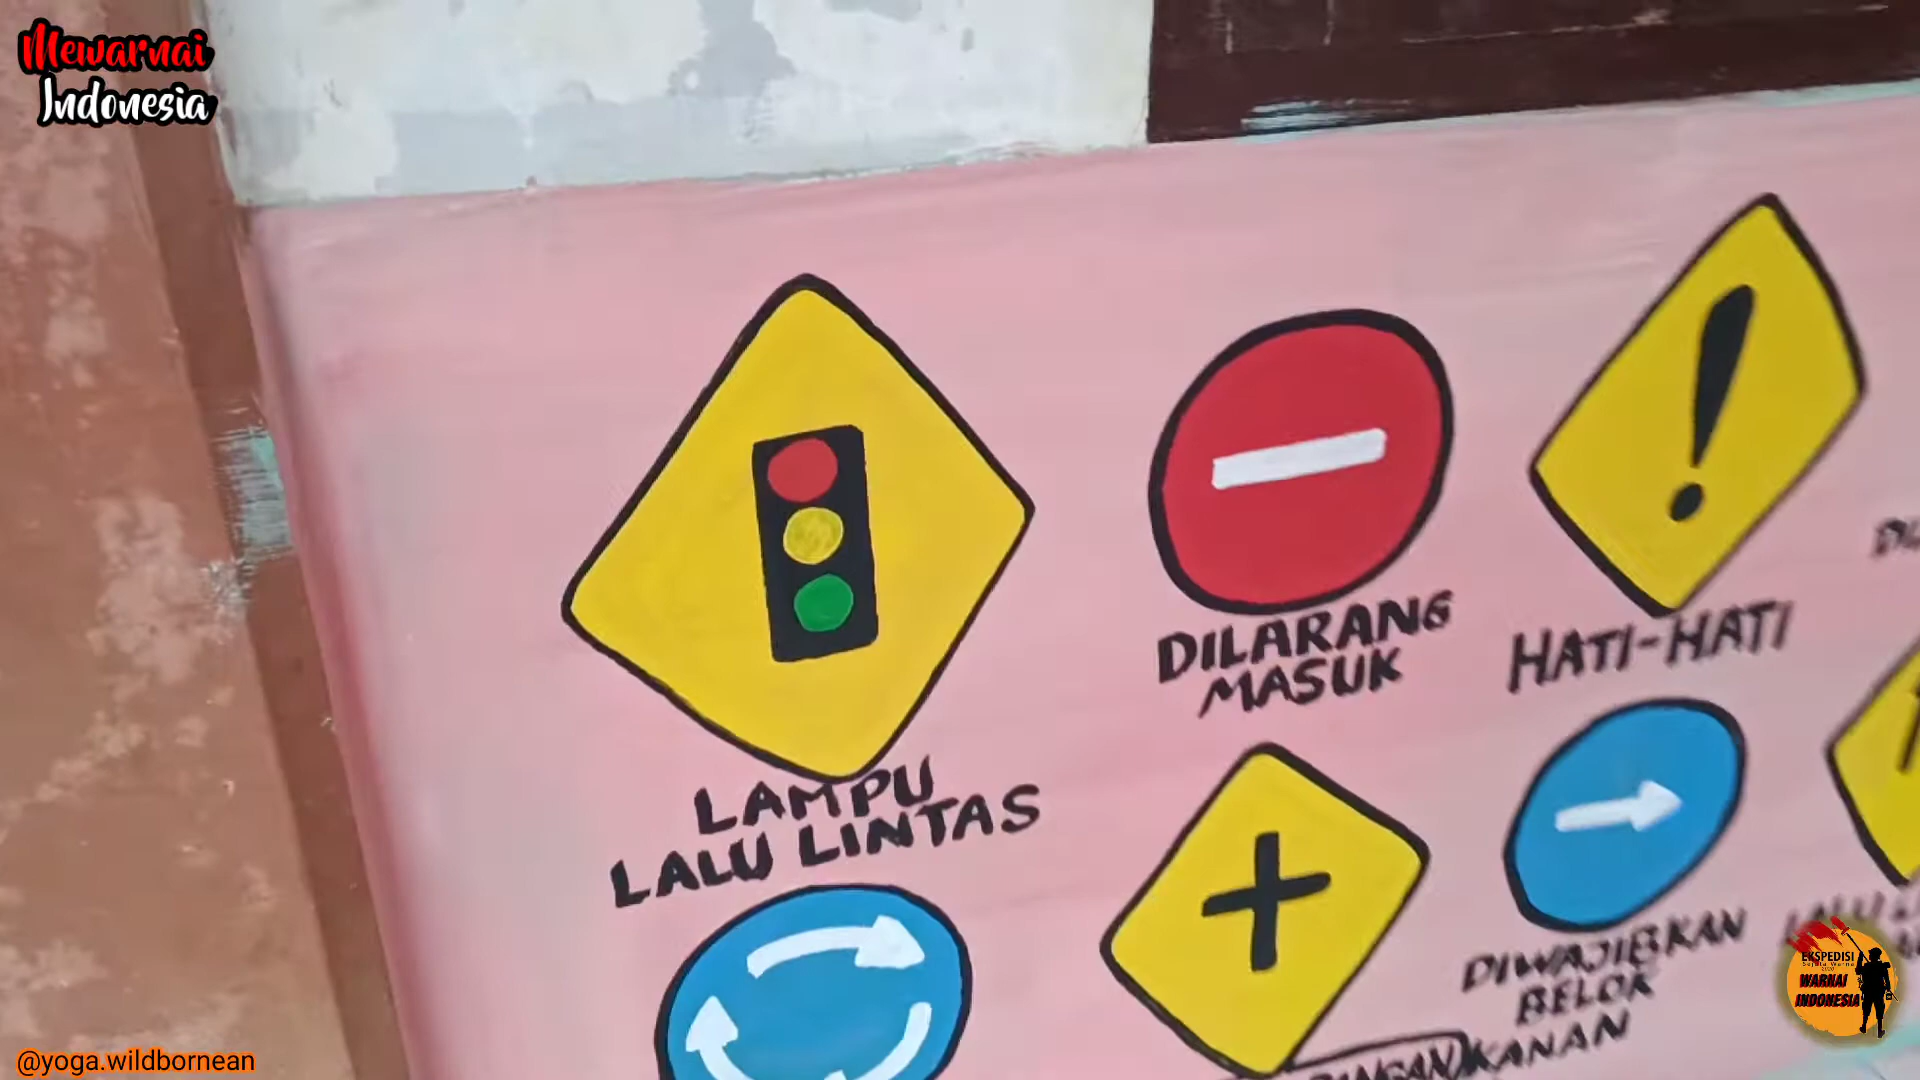 Mewarnai
Indonesia
LAMPU
LALU LINTAS
DILARANG
MASUK
HATI-HATI
DIWAJIBKAN
BELOK
KANAN
EKSPEDISI
WARNAI
INDONESIA
@yoga.wildbornean